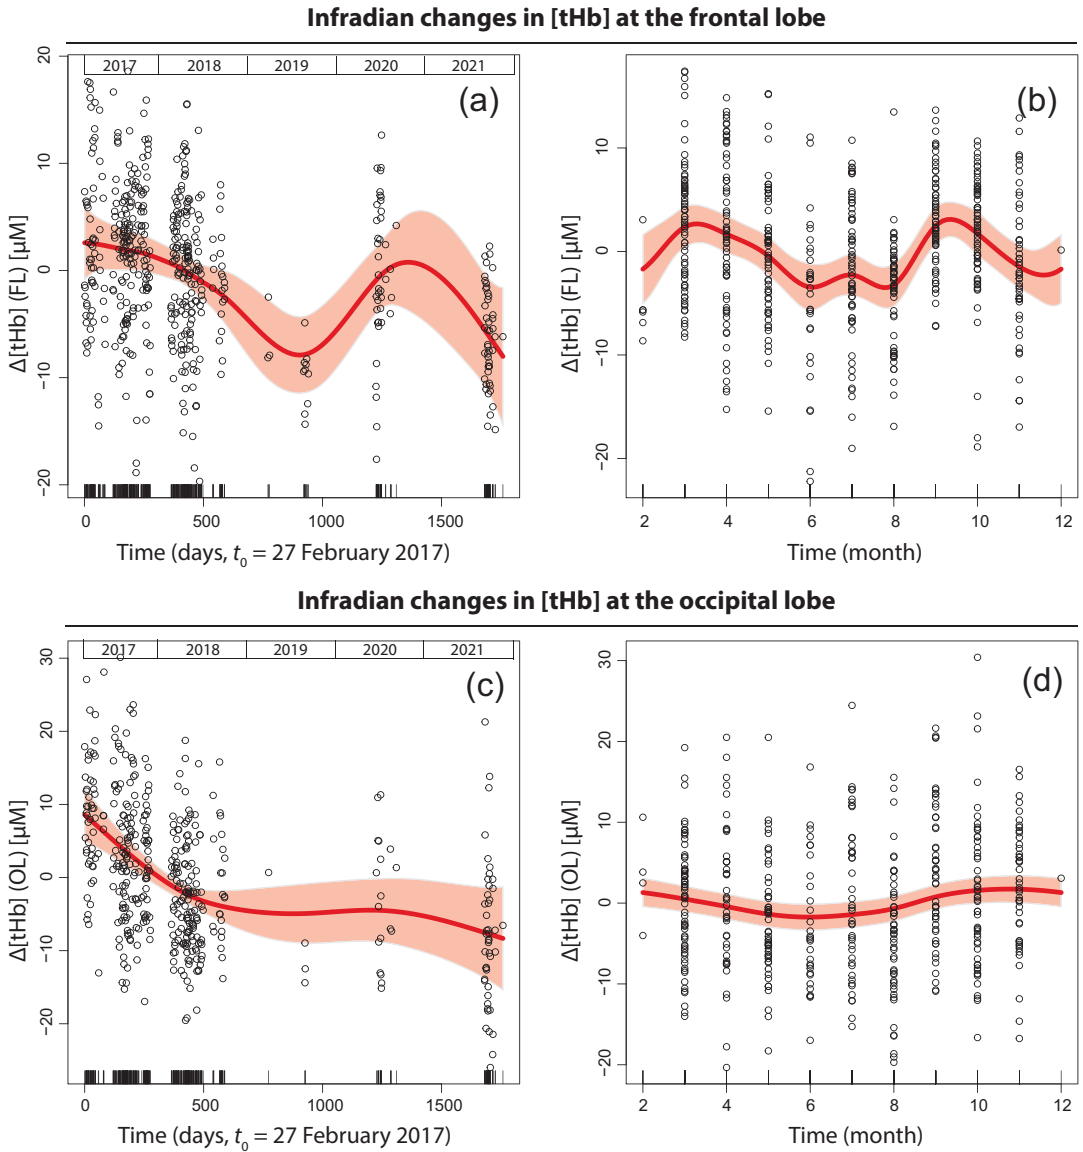 Infradian changes in [tHb] at the frontal lobe
2017 2018 2019 2020 2021
(a)
Δ[tHb] (FL) [µM]
20
10
0
−10
−20
0 500 1000 1500
Time (days, t0 = 27 February 2017)
(b)
Δ[tHb] (FL) [µM]
10
0
−10
−20
2 4 6 8 10 12
Time (month)
Infradian changes in [tHb] at the occipital lobe
2017 2018 2019 2020 2021
(c)
Δ[tHb] (OL) [µM]
30
20
10
0
−10
−20
0 500 1000 1500
Time (days, t0 = 27 February 2017)
(d)
Δ[tHb] (OL) [µM]
30
20
10
0
−10
−20
2 4 6 8 10 12
Time (month)